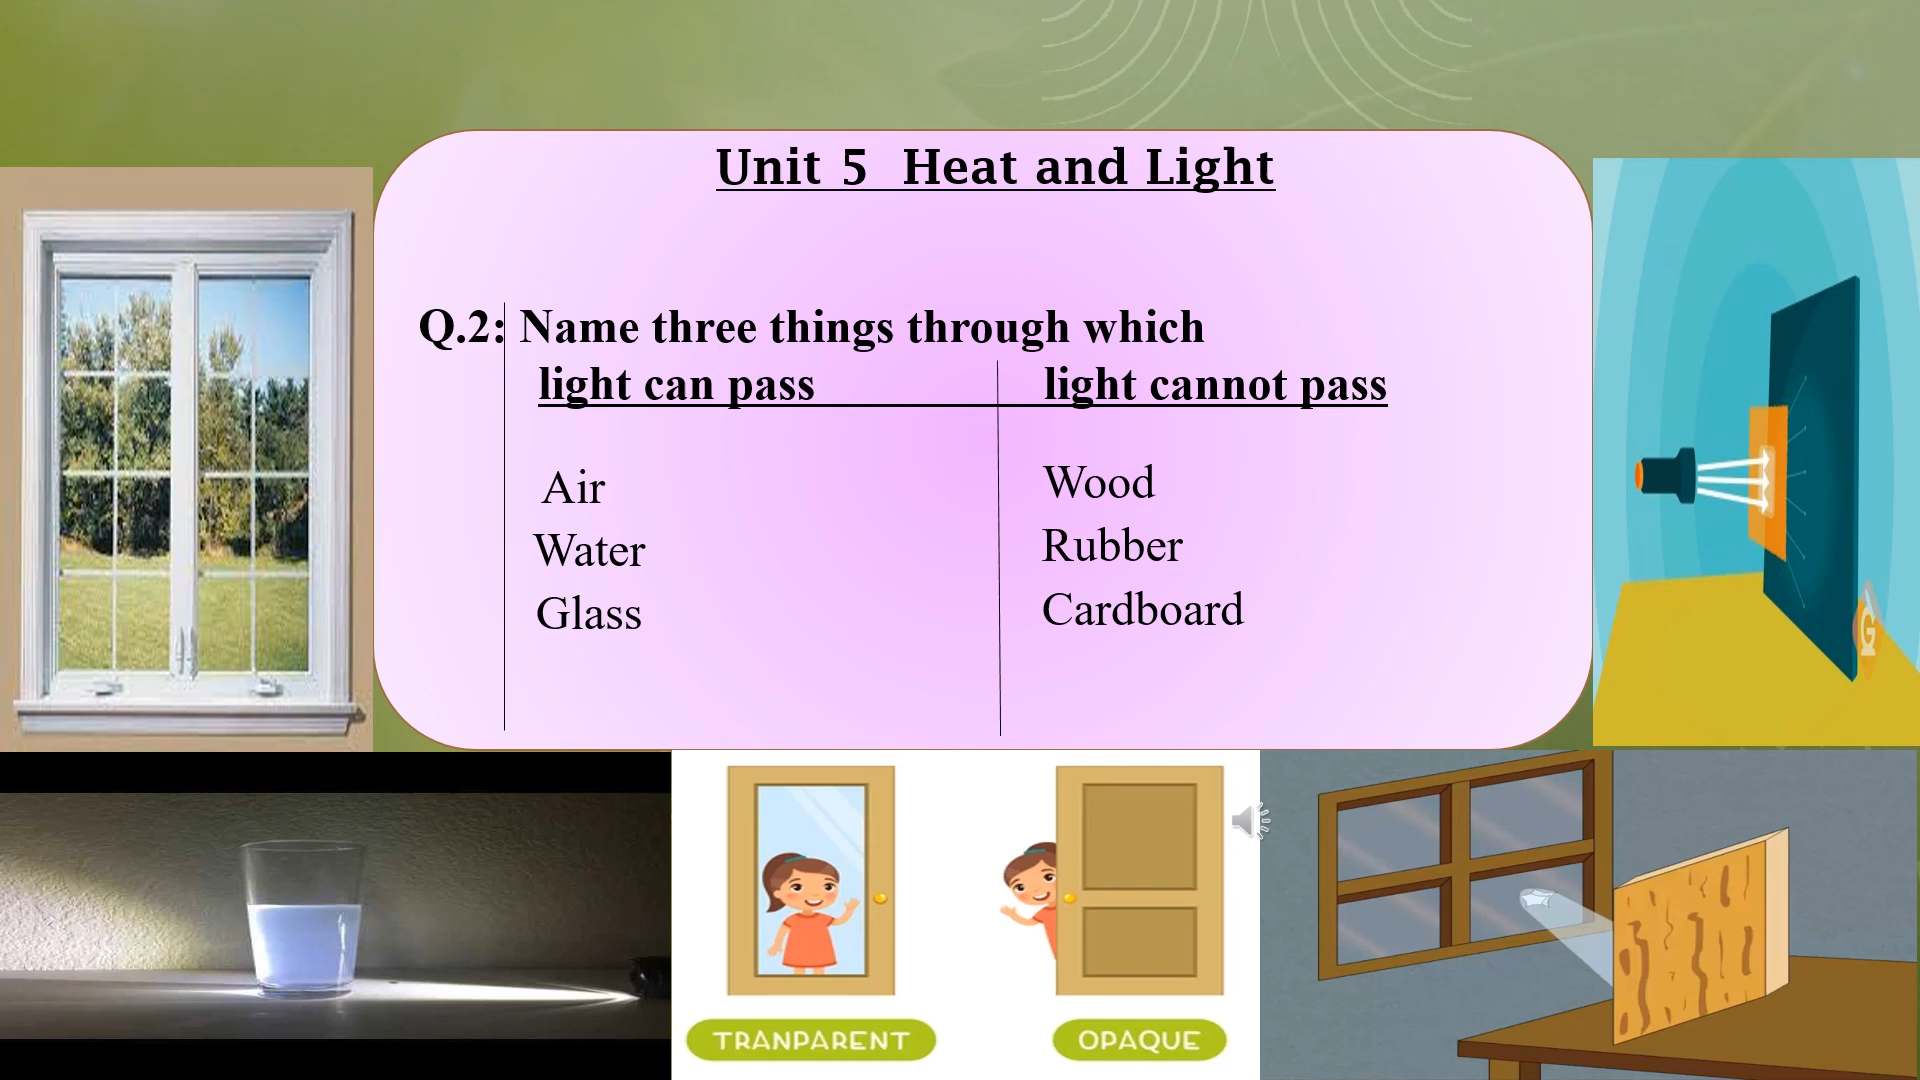 Unit 5 Heat and Light
Q.2: Name three things through which
light can pass light cannot pass
Air Wood
Water Rubber
Glass Cardboard
G
TRANPARENT OPAQUE